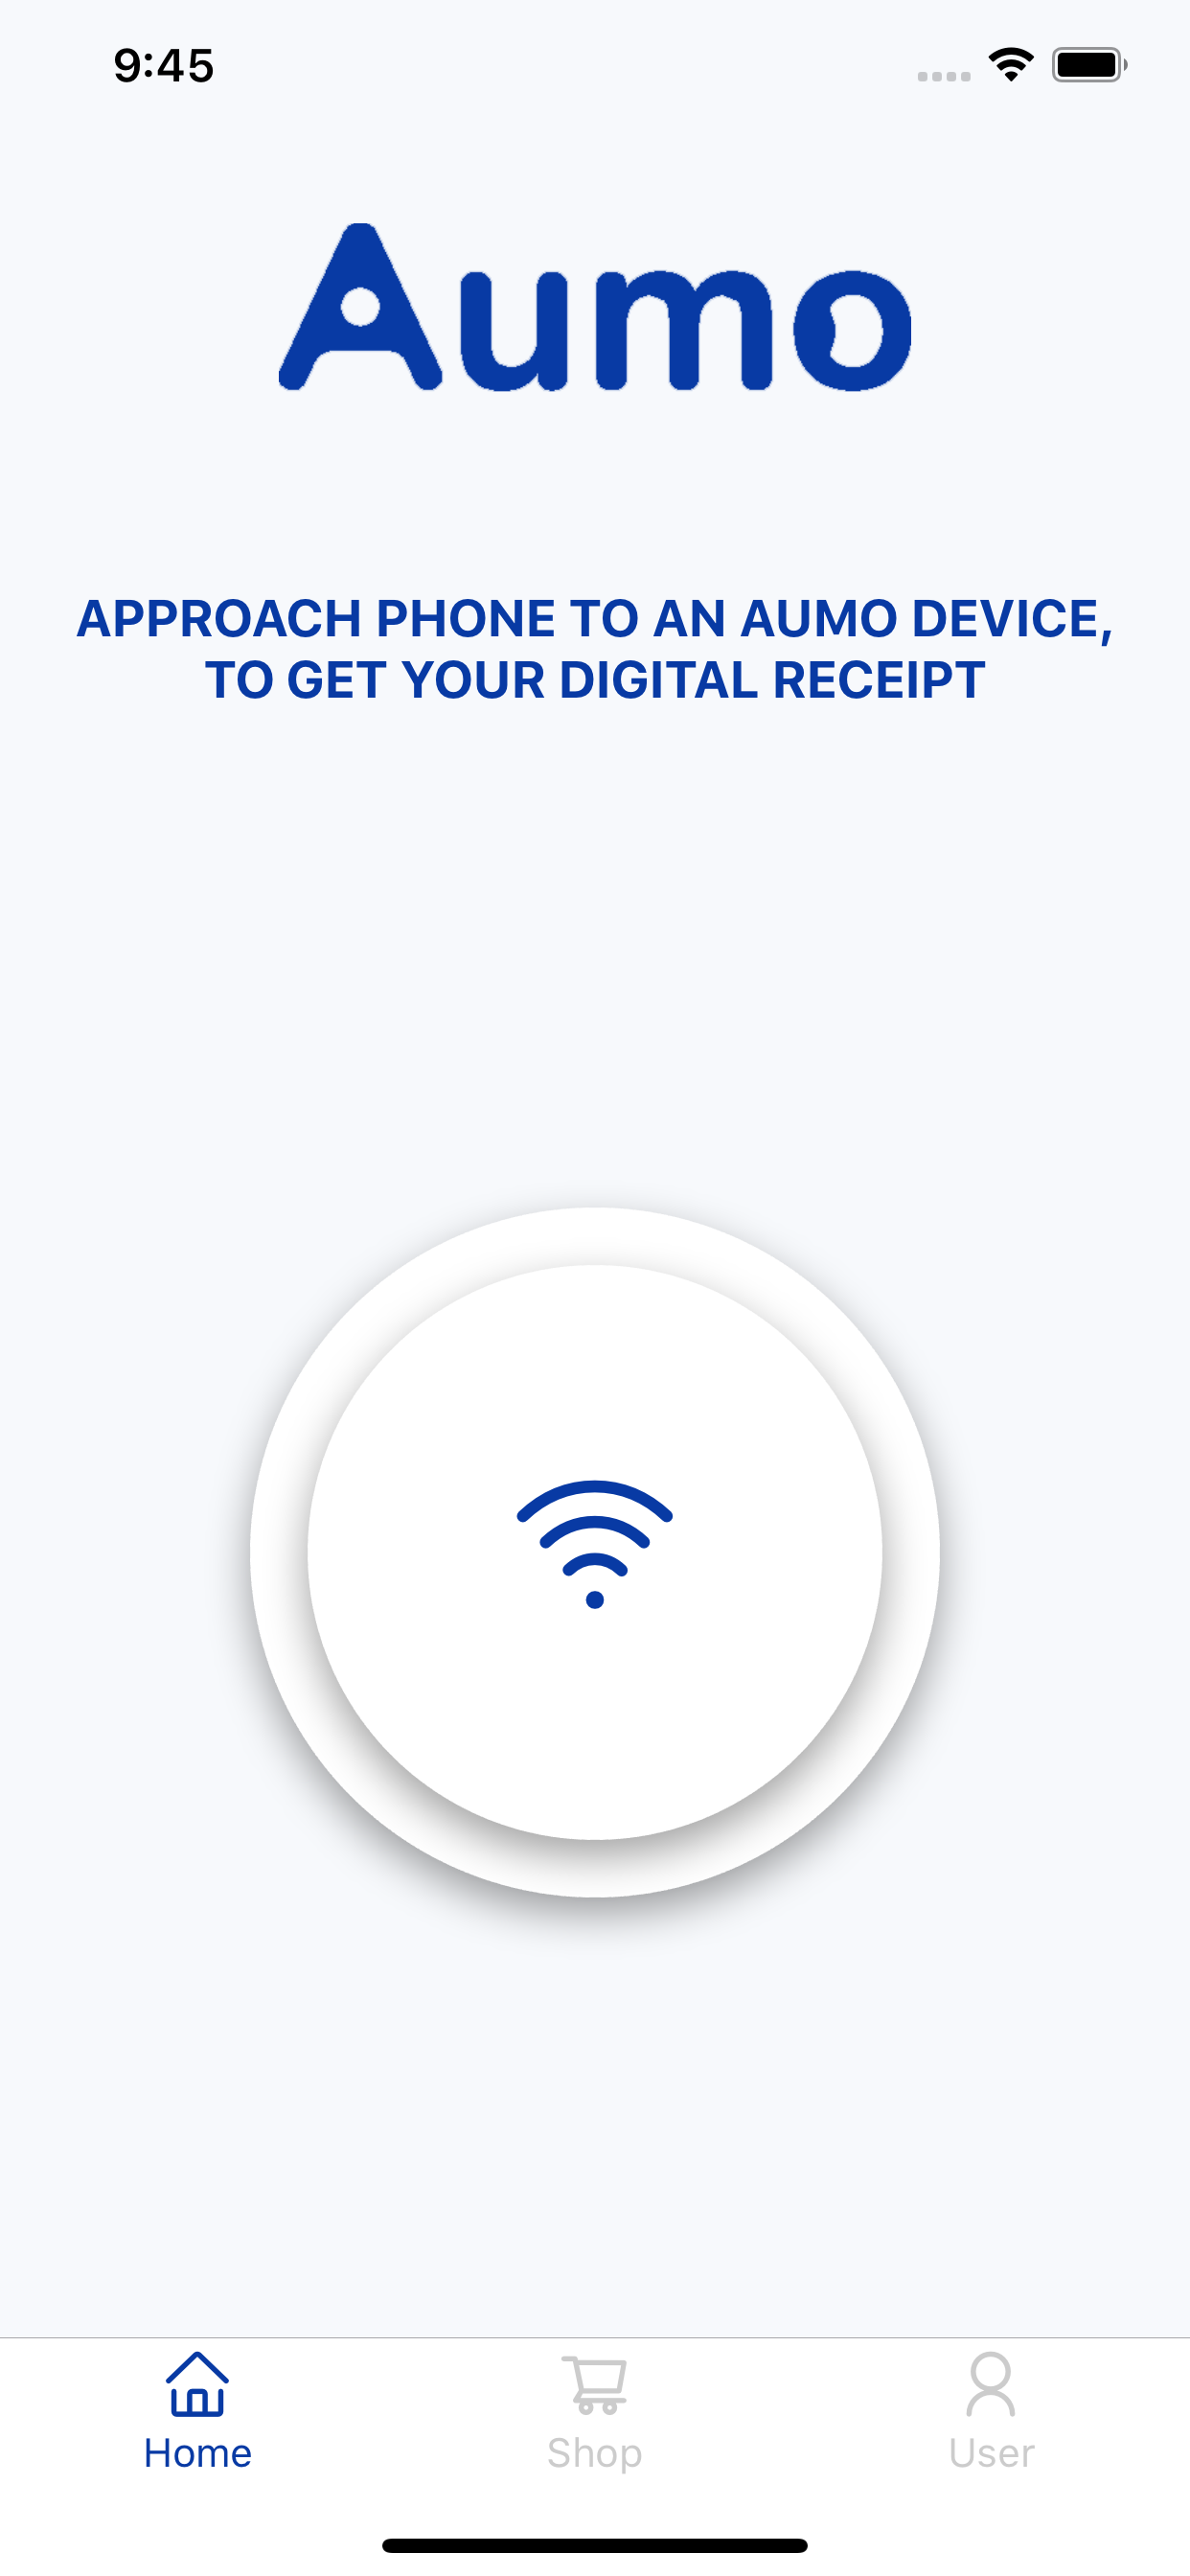 9:45
Aumo
APPROACH PHONE TO AN AUMO DEVICE,
TO GET YOUR DIGITAL RECEIPT
Home
Shop
User